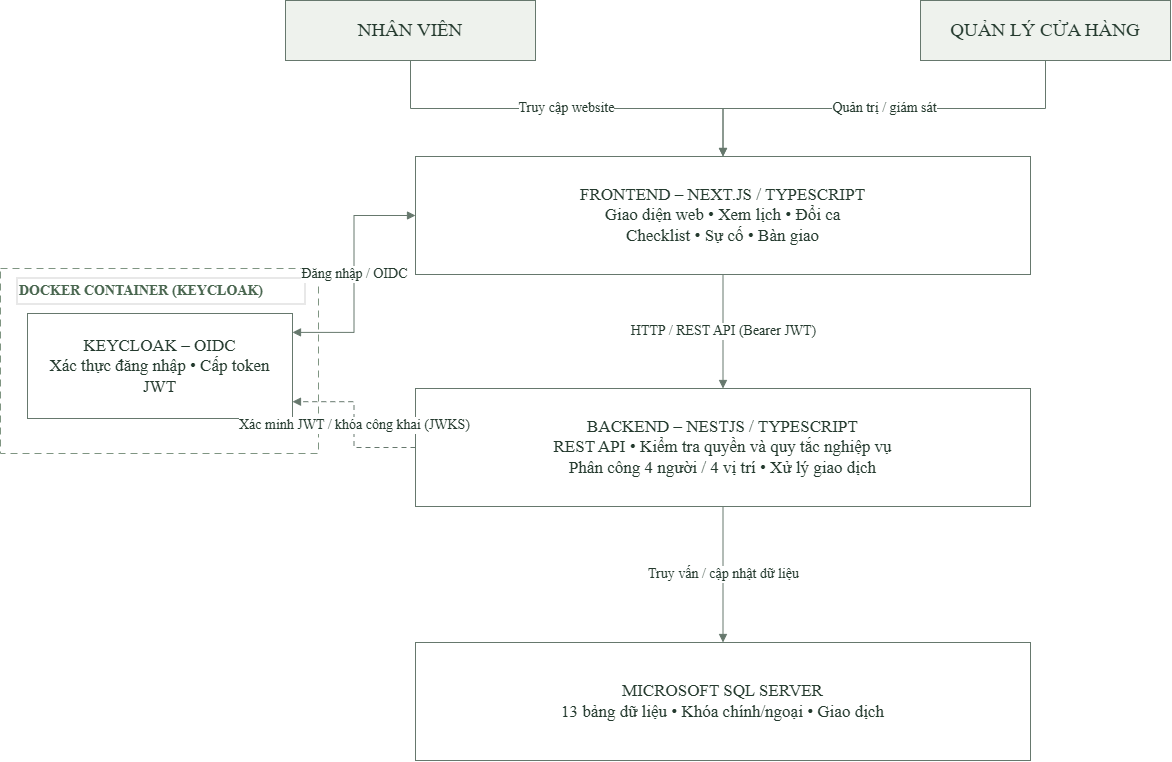 NHÂN VIÊN
QUẢN LÝ CỬA HÀNG
Truy cập website
Quản trị / giám sát
FRONTEND – NEXT.JS / TYPESCRIPT
Giao diện web • Xem lịch • Đổi ca
Checklist • Sự cố • Bàn giao
Đăng nhập / OIDC
DOCKER CONTAINER (KEYCLOAK)
KEYCLOAK – OIDC
Xác thực đăng nhập • Cấp token
JWT
HTTP / REST API (Bearer JWT)
Xác minh JWT / khóa công khai (JWKS)
BACKEND – NESTJS / TYPESCRIPT
REST API • Kiểm tra quyền và quy tắc nghiệp vụ
Phân công 4 người / 4 vị trí • Xử lý giao dịch
Truy vấn / cập nhật dữ liệu
MICROSOFT SQL SERVER
13 bảng dữ liệu • Khóa chính/ngoại • Giao dịch